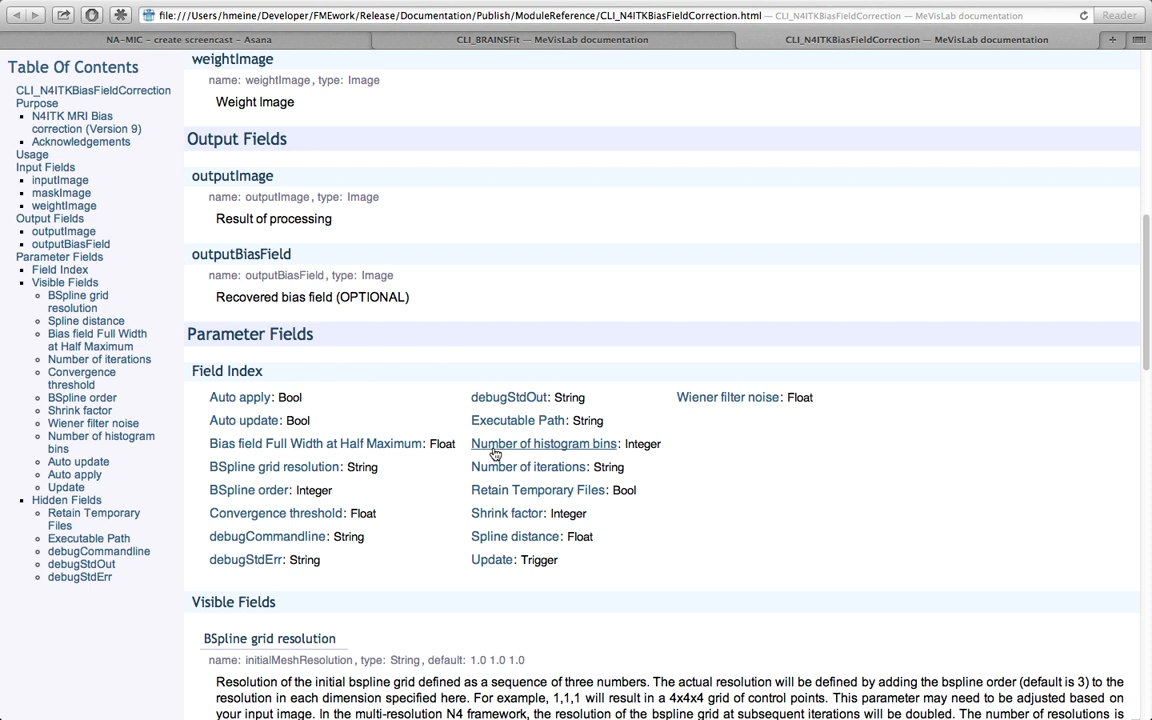 file:///Users/hmeine/Developer/FMEwork/Release/Documentation/Publish/ModuleReference/CLI_N4ITKBiasFieldCorrection.html — CLI_N4ITKBiasFieldCorrection — MeVisLab documentation
Reader
NA-MIC – create screencast – Asana
CLI_BRAINSFit — MeVisLab documentation
CLI_N4ITKBiasFieldCorrection — MeVisLab documentation
Table Of Contents
CLI_N4ITKBiasFieldCorrection
Purpose
N4ITK MRI Bias
correction (Version 9)
Acknowledgements
Usage
Input Fields
inputImage
maskImage
weightImage
Output Fields
outputImage
outputBiasField
Parameter Fields
Field Index
Visible Fields
BSpline grid
resolution
Spline distance
Bias field Full Width
at Half Maximum
Number of iterations
Convergence
threshold
BSpline order
Shrink factor
Wiener filter noise
Number of histogram
bins
Auto update
Auto apply
Update
Hidden Fields
Retain Temporary
Files
Executable Path
debugCommandline
debugStdOut
debugStdErr
weightImage
name: weightImage, type: Image
Weight Image
Output Fields
outputImage
name: outputImage, type: Image
Result of processing
outputBiasField
name: outputBiasField, type: Image
Recovered bias field (OPTIONAL)
Parameter Fields
Field Index
Auto apply: Bool debugStdOut: String Wiener filter noise: Float
Auto update: Bool Executable Path: String
Bias field Full Width at Half Maximum: Float Number of histogram bins: Integer
BSpline grid resolution: String Number of iterations: String
BSpline order: Integer Retain Temporary Files: Bool
Convergence threshold: Float Shrink factor: Integer
debugCommandline: String Spline distance: Float
debugStdErr: String Update: Trigger
Visible Fields
BSpline grid resolution
name: initialMeshResolution, type: String, default: 1.0 1.0 1.0
Resolution of the initial bspline grid defined as a sequence of three numbers. The actual resolution will be defined by adding the bspline order (default is 3) to the
resolution in each dimension specified here. For example, 1,1,1 will result in a 4x4x4 grid of control points. This parameter may need to be adjusted based on
your input image. In the multi-resolution N4 framework, the resolution of the bspline grid at subsequent iterations will be doubled. The number of resolutions is